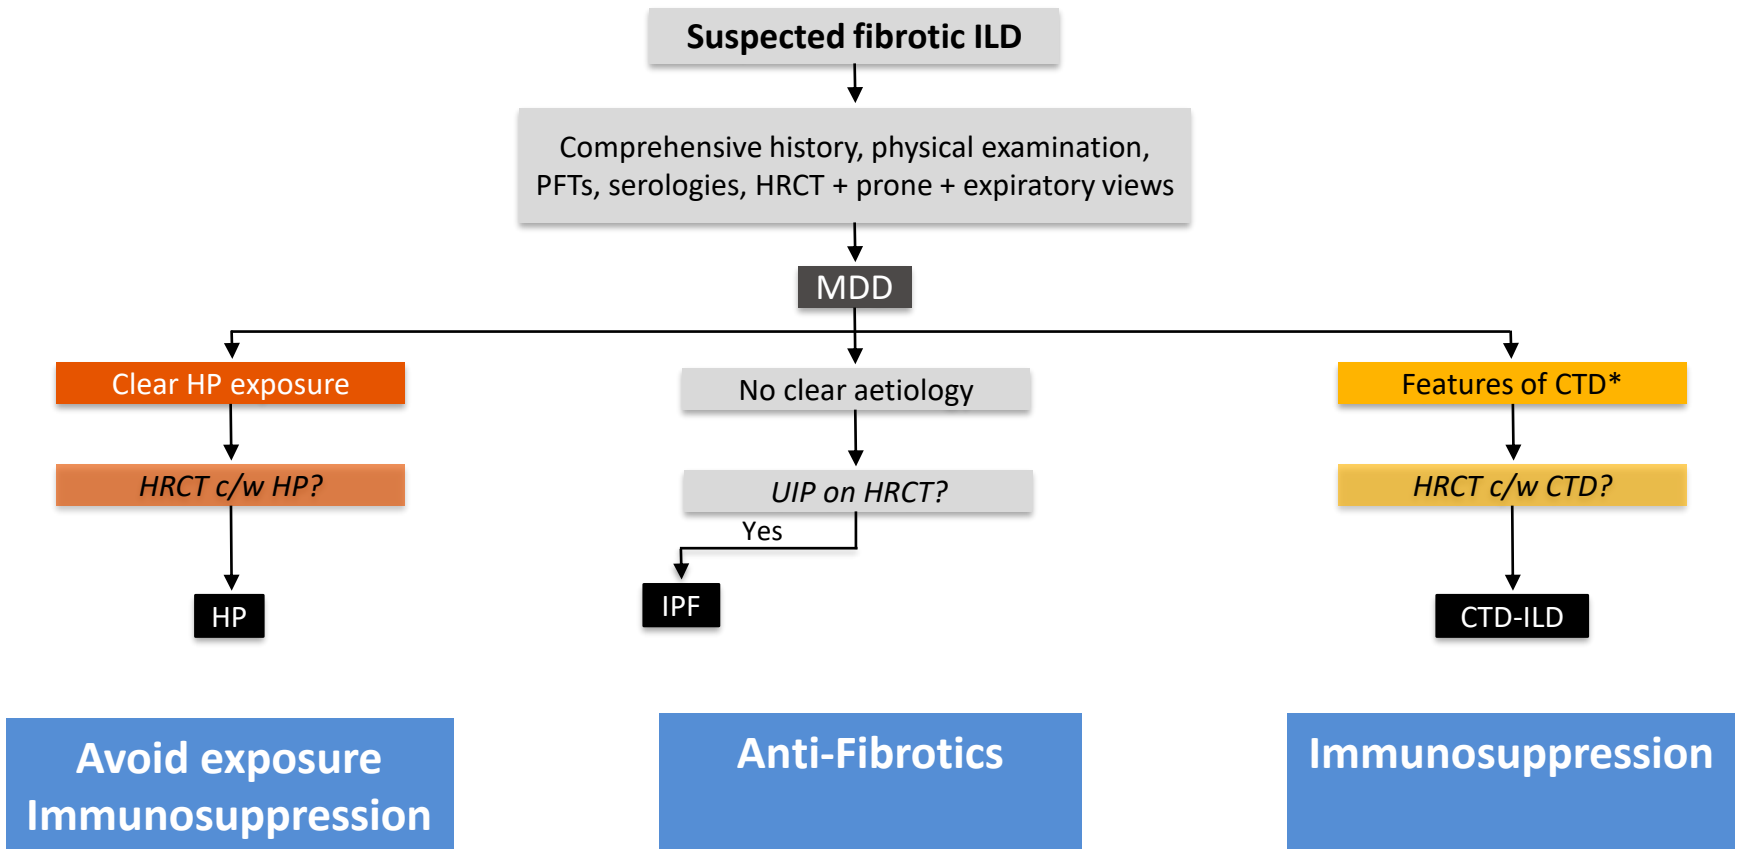 Suspected fibrotic ILD
Comprehensive history, physical examination,
PFTs, serologies, HRCT + prone + expiratory views
MDD
Clear HP exposure
No clear aetiology
Features of CTD*
HRCT c/w HP?
UIP on HRCT?
HRCT c/w CTD?
Yes
HP
IPF
CTD-ILD
Avoid exposure
Immunosuppression
Anti-Fibrotics
Immunosuppression